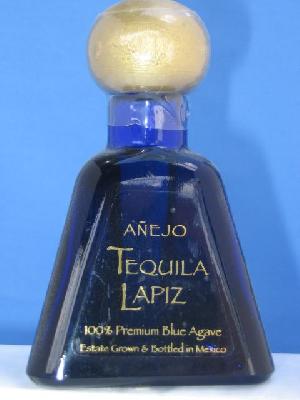 AÑEJO
TEQUILA
LAPIZ
100% Premium Blue Agave
Estate Grown & Bottled in Mexico